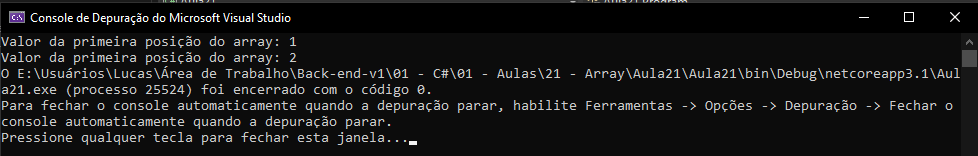 Console de Depuração do Microsoft Visual Studio
Valor da primeira posição do array: 1
Valor da primeira posição do array: 2
O E:\Usuários\Lucas\Área de Trabalho\Back-end-v1\01 - C#\01 - Aulas\21 - Array\Aula21\Aula21\bin\Debug\netcoreapp3.1\Aul
a21.exe (processo 25524) foi encerrado com o código 0.
Para fechar o console automaticamente quando a depuração parar, habilite Ferramentas -> Opções -> Depuração -> Fechar o
console automaticamente quando a depuração parar.
Pressione qualquer tecla para fechar esta janela...